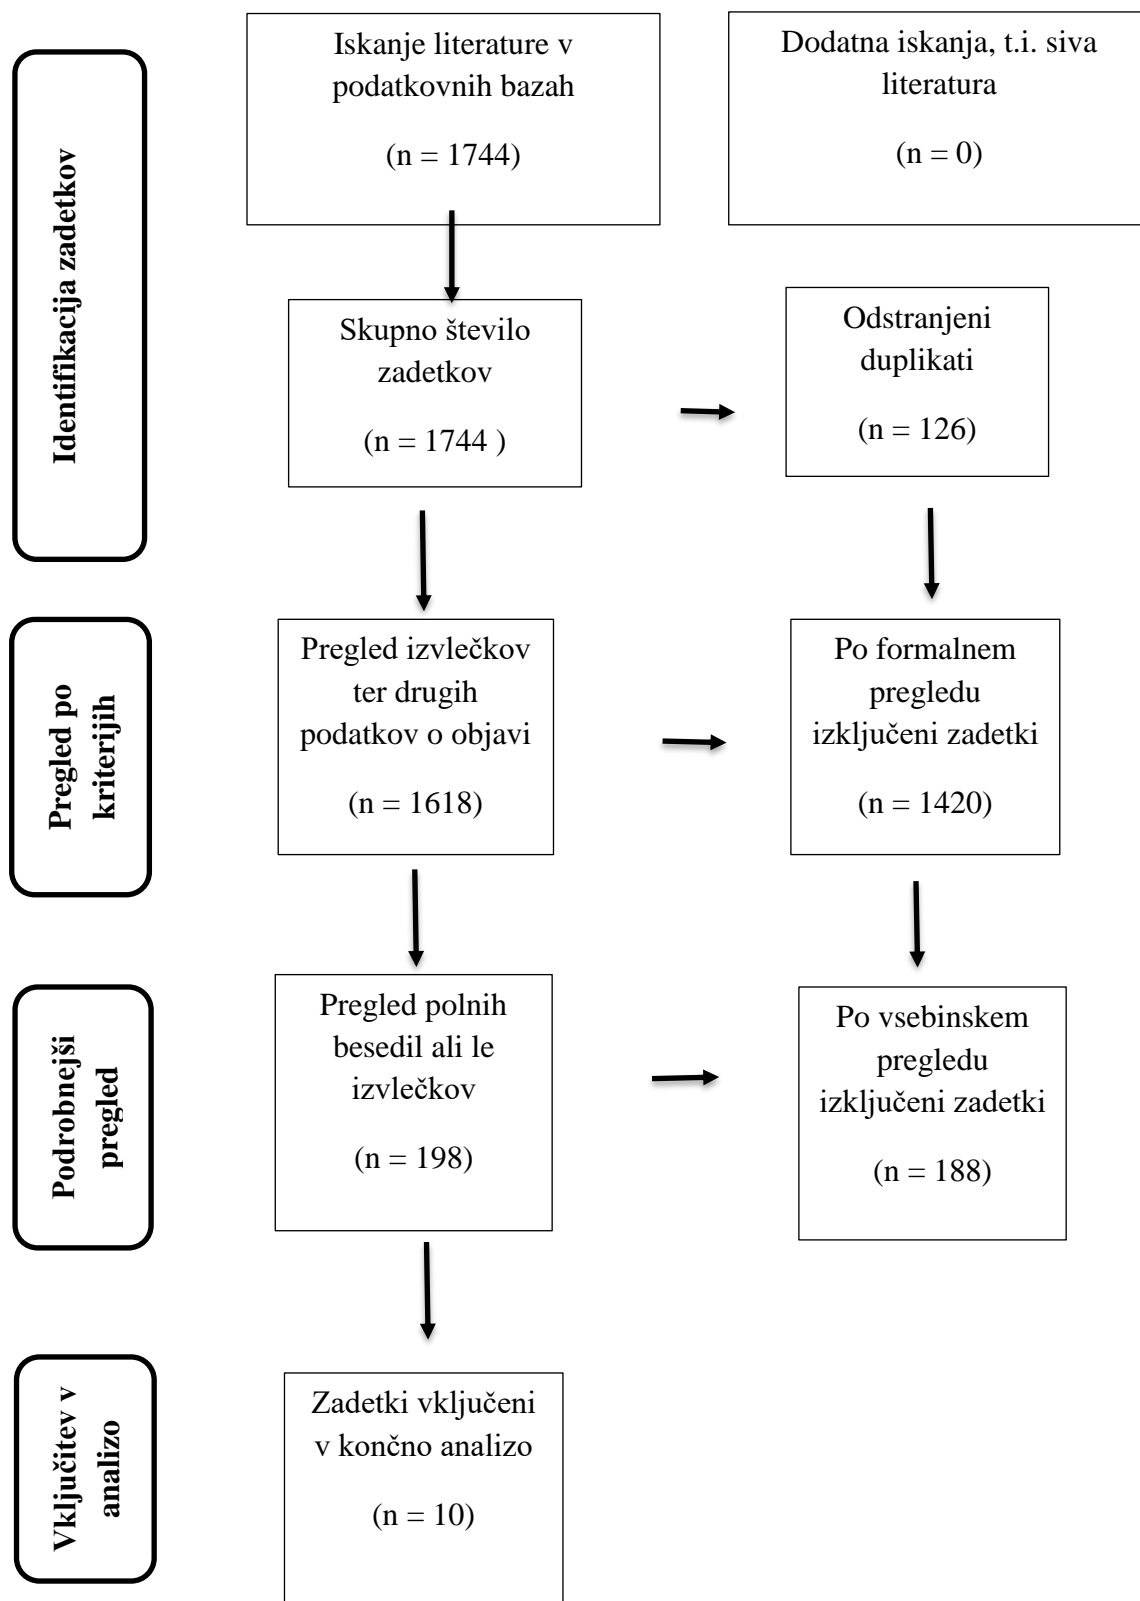 Identifikacija zadetkov
Iskanje literature v
podatkovnih bazah
(n = 1744)
Dodatna iskanja, t.i. siva
literatura
(n = 0)
Skupno število
zadetkov
(n = 1744 )
Odstranjeni
duplikati
(n = 126)
Pregled po
kriterijih
Pregled izvlečkov
ter drugih
podatkov o objavi
(n = 1618)
Po formalnem
pregledu
izključeni zadetki
(n = 1420)
Podrobnejši
pregled
Pregled polnih
besedil ali le
izvlečkov
(n = 198)
Po vsebinskem
pregledu
izključeni zadetki
(n = 188)
Vključitev v
analizo
Zadetki vključeni
v končno analizo
(n = 10)